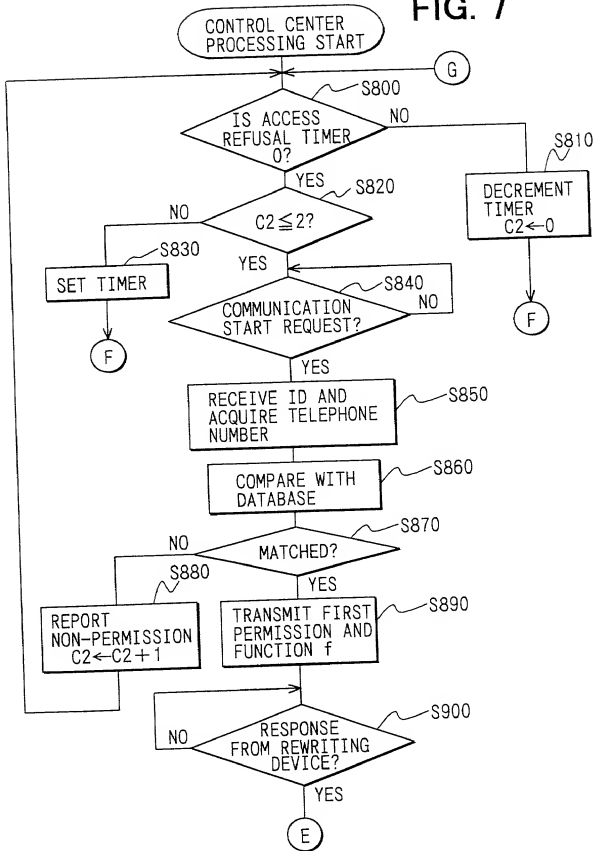 FIG. 7
CONTROL CENTER
PROCESSING START
G
S800
IS ACCESS
REFUSAL TIMER
0?
NO
S810
DECREMENT
TIMER
C2←0
F
YES
S820
C2≦2?
NO
S830
SET TIMER
F
YES
S840
COMMUNICATION
START REQUEST?
NO
YES
S850
RECEIVE ID AND
ACQUIRE TELEPHONE
NUMBER
S860
COMPARE WITH
DATABASE
S870
MATCHED?
NO
S880
REPORT
NON-PERMISSION
C2←C2+1
YES
S890
TRANSMIT FIRST
PERMISSION AND
FUNCTION f
S900
RESPONSE
FROM REWRITING
DEVICE?
NO
YES
E